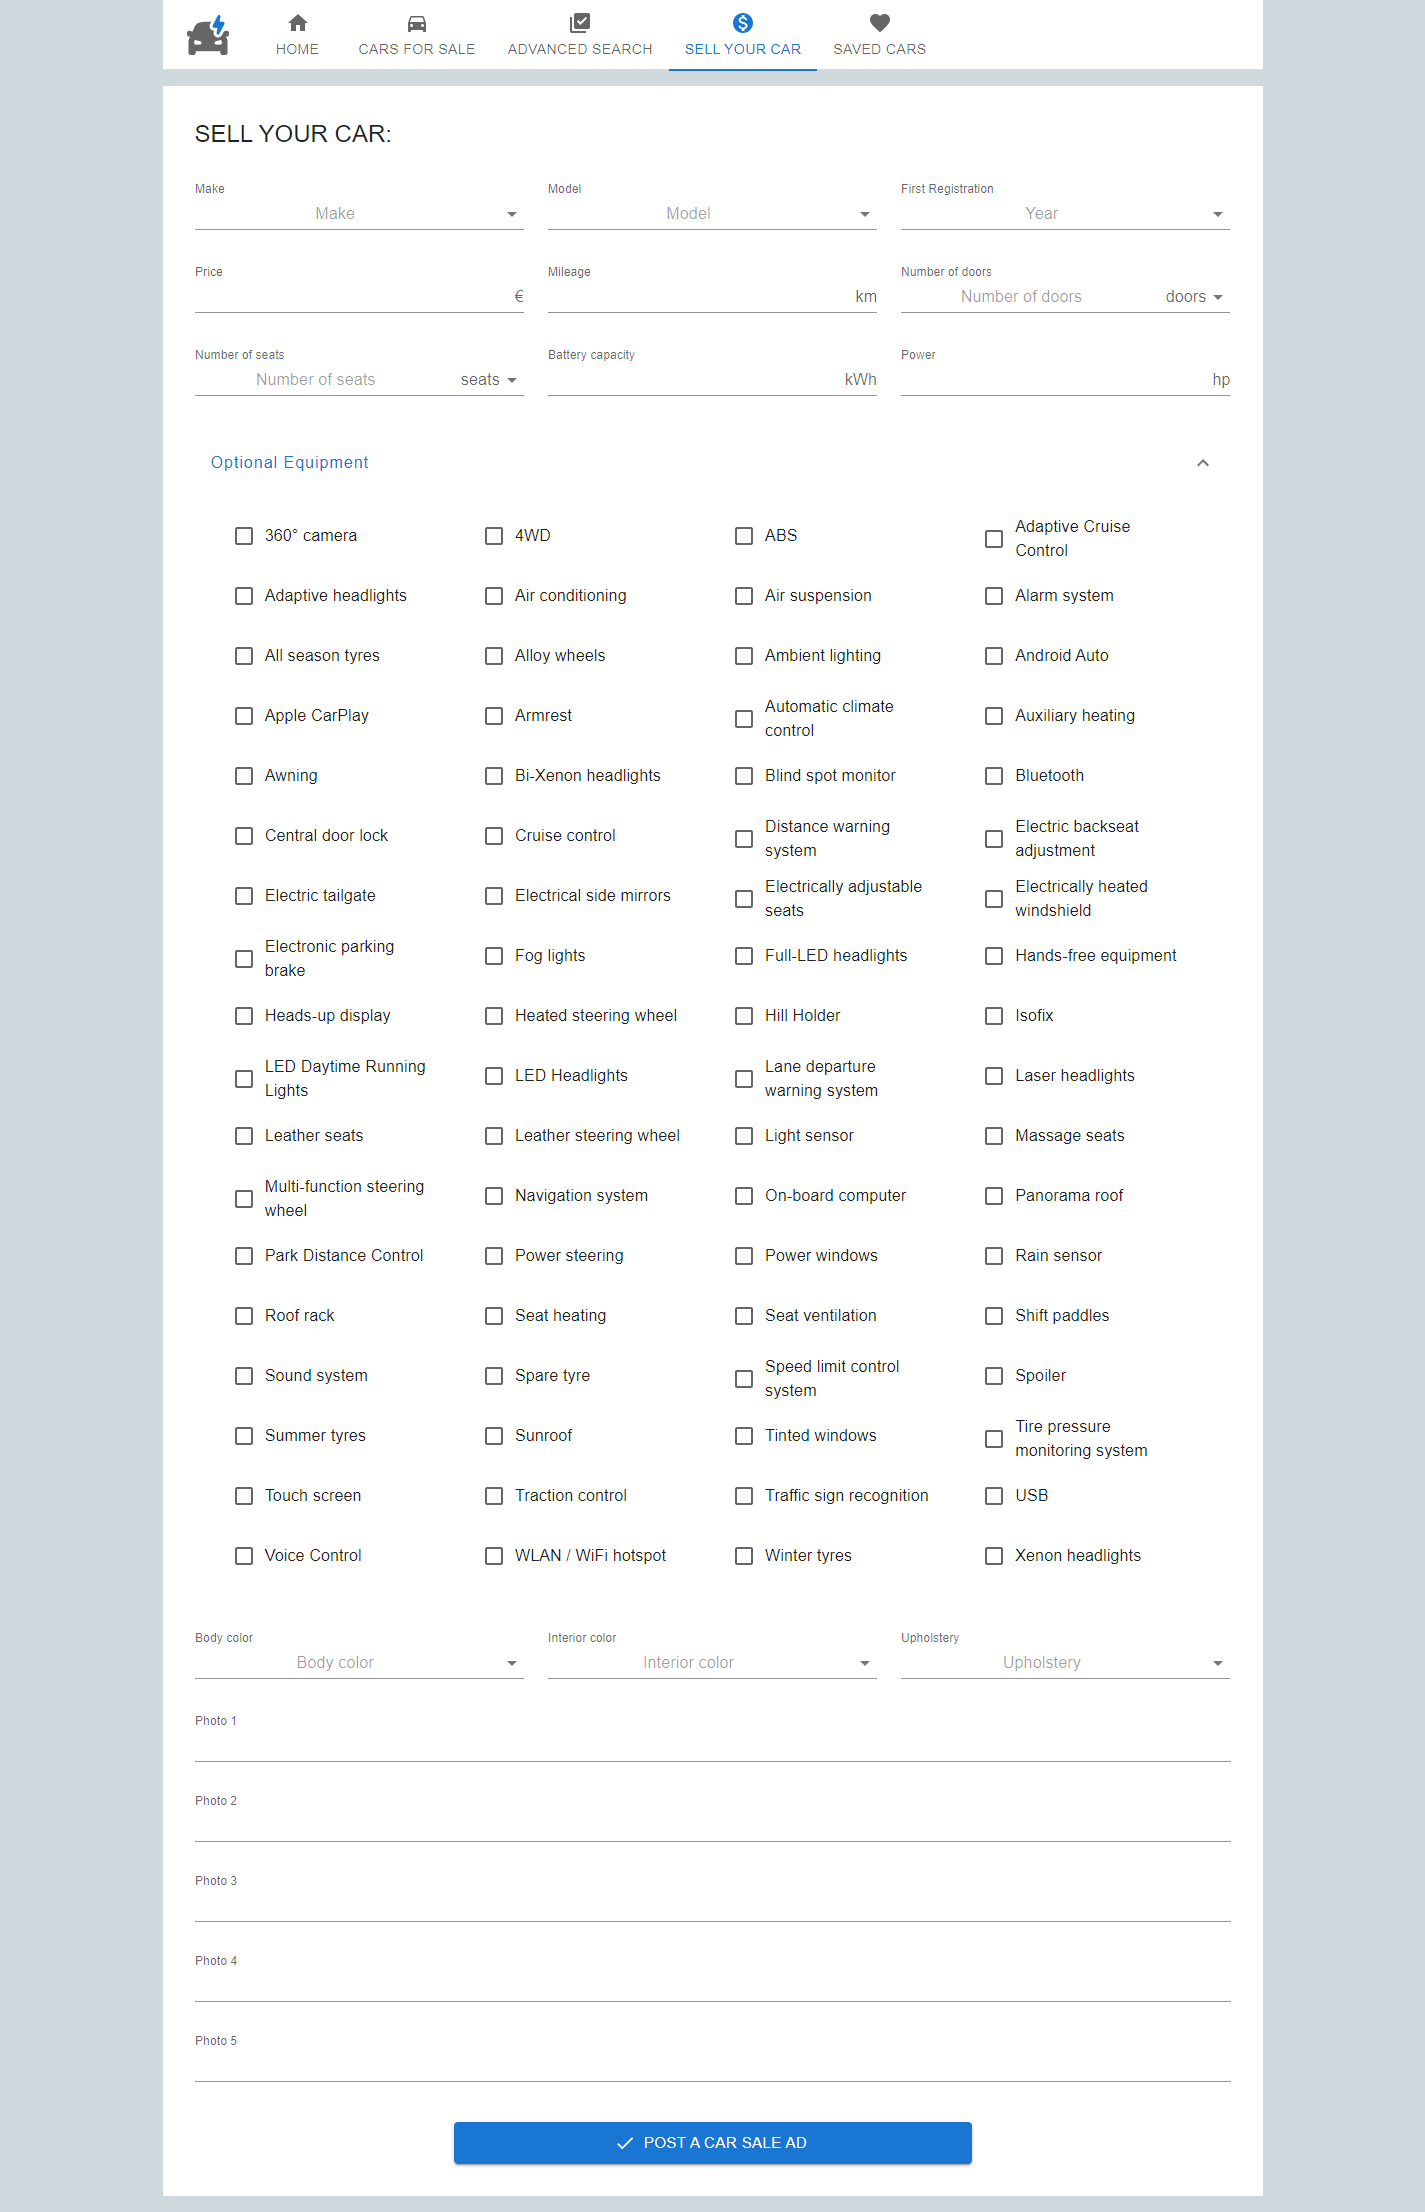 HOME
CARS FOR SALE
ADVANCED SEARCH
SELL YOUR CAR
SAVED CARS
SELL YOUR CAR:
Make
Model
First Registration
Make
Model
Year
Price
Mileage
Number of doors
€
km
Number of doors doors
Number of seats
Battery capacity
Power
Number of seats seats
kWh
hp
Optional Equipment
360° camera
4WD
ABS
Adaptive Cruise
Control
Adaptive headlights
Air conditioning
Air suspension
Alarm system
All season tyres
Alloy wheels
Ambient lighting
Android Auto
Apple CarPlay
Armrest
Automatic climate
control
Auxiliary heating
Awning
Bi-Xenon headlights
Blind spot monitor
Bluetooth
Central door lock
Cruise control
Distance warning
system
Electric backseat
adjustment
Electric tailgate
Electrical side mirrors
Electrically adjustable
seats
Electrically heated
windshield
Electronic parking
brake
Fog lights
Full-LED headlights
Hands-free equipment
Heads-up display
Heated steering wheel
Hill Holder
Isofix
LED Daytime Running
Lights
LED Headlights
Lane departure
warning system
Laser headlights
Leather seats
Leather steering wheel
Light sensor
Massage seats
Multi-function steering
wheel
Navigation system
On-board computer
Panorama roof
Park Distance Control
Power steering
Power windows
Rain sensor
Roof rack
Seat heating
Seat ventilation
Shift paddles
Sound system
Spare tyre
Speed limit control
system
Spoiler
Summer tyres
Sunroof
Tinted windows
Tire pressure
monitoring system
Touch screen
Traction control
Traffic sign recognition
USB
Voice Control
WLAN / WiFi hotspot
Winter tyres
Xenon headlights
Body color
Interior color
Upholstery
Body color
Interior color
Upholstery
Photo 1
Photo 2
Photo 3
Photo 4
Photo 5
POST A CAR SALE AD